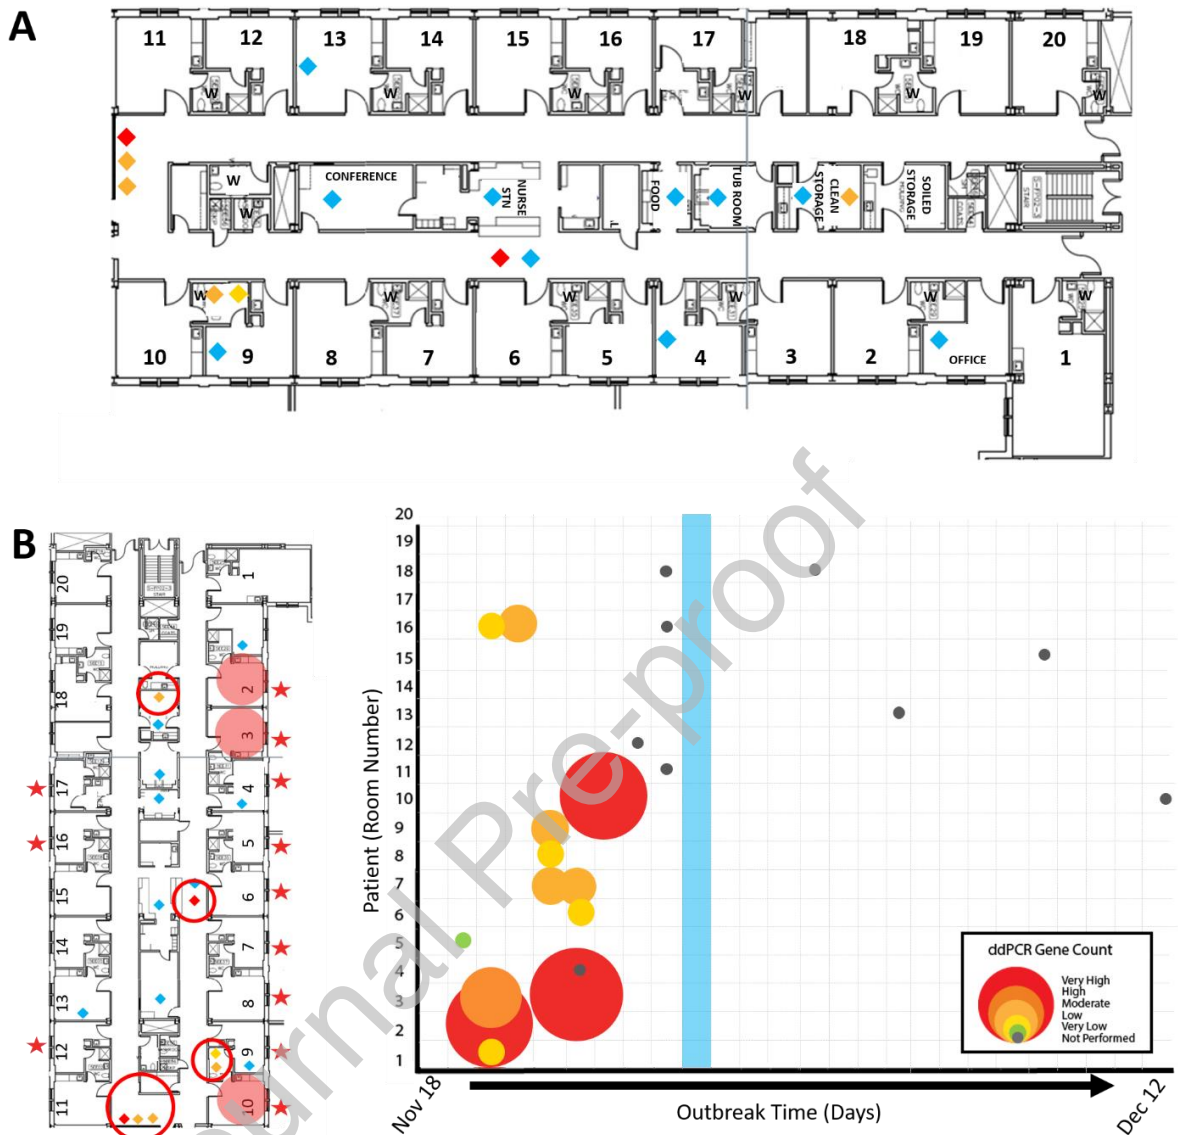 A
11 12 13 14 15 16 17 18 19 20
W W W W W W
W
CONFERENCE
NURSE
STN
FOOD
TUB ROOM
CLEAN
STORAGE
SOILED
STORAGE
STAIR
W
W W W W W W
10 9 8 7 6 5 4 3 2 OFFICE 1
B
20 1
19
18 2
3
17 4
16 5
15 6
14 7
13 8
12 9
11 10
Patient (Room Number)
20
19
18
17
16
15
14
13
12
11
10
9
8
7
6
5
4
3
2
1
ddPCR Gene Count
Very High
High
Moderate
Low
Very Low
Not Performed
Nov 18
Dec 12
Outbreak Time (Days)
Journal Pre-proof